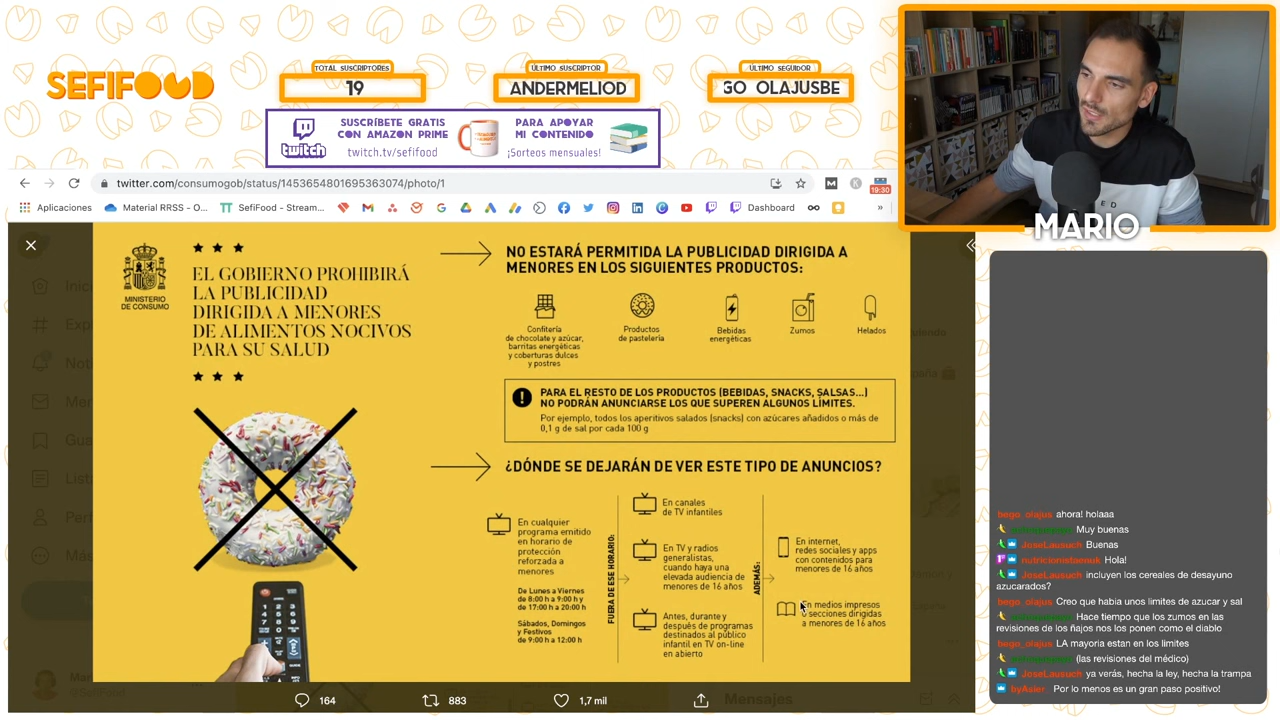 SEFIFOOD
TOTAL SUSCRIPTORES
19
ÚLTIMO SUSCRIPTOR
ANDERMELIOD
ÚLTIMO SEGUIDOR
GO OLAJUSBE
twitch
SUSCRÍBETE GRATIS
CON AMAZON PRIME
twitch.tv/sefifood
PARA APOYAR
MI CONTENIDO
¡Sorteos mensuales!
MARIO
twitter.com/consumogob/status/1453654801695363074/photo/1
19:30
Aplicaciones
Material RRSS - O...
SefiFood - Stream...
Dashboard
»
MINISTERIO
DE CONSUMO
EL GOBIERNO PROHIBIRÁ
LA PUBLICIDAD
DIRIGIDA A MENORES
DE ALIMENTOS NOCIVOS
PARA SU SALUD
NO ESTARÁ PERMITIDA LA PUBLICIDAD DIRIGIDA A
MENORES EN LOS SIGUIENTES PRODUCTOS:
Confitería
de chocolate y azúcar,
barritas energéticas
y coberturas dulces
y postres
Productos
de pastelería
Bebidas
energéticas
Zumos
Helados
PARA EL RESTO DE LOS PRODUCTOS (BEBIDAS, SNACKS, SALSAS...)
NO PODRÁN ANUNCIARSE LOS QUE SUPEREN ALGUNOS LÍMITES.
Por ejemplo, todos los aperitivos salados (snacks) con azúcares añadidos o más de
0,1 g de sal por cada 100 g
¿DÓNDE SE DEJARÁN DE VER ESTE TIPO DE ANUNCIOS?
En cualquier
programa emitido
en horario de
protección
reforzada a
menores
De Lunes a Viernes
de 8:00 h a 9:00 h y
de 17:00 h a 20:00 h
Sábados, Domingos
y Festivos
de 9:00 h a 12:00 h
FUERA DE ESE HORARIO:
En canales
de TV infantiles
En TV y radios
generalistas,
cuando haya una
elevada audiencia de
menores de 16 años
Antes, durante y
después de programas
destinados al público
infantil en TV on-line
en abierto
ADEMÁS:
En internet,
redes sociales y apps
con contenidos para
menores de 16 años
En medios impresos
o secciones dirigidas
a menores de 16 años
164
883
1,7 mil
Mensajes
@SefiFood
bego_olajus ahora! holaaa
Muy buenas
JoseLausuch Buenas
nutricionistaenuk Hola!
JoseLausuch incluyen los cereales de desayuno
azucarados?
bego_olajus Creo que habia unos limites de azucar y sal
Hace tiempo que los zumos en las
revisiones de los ñajos nos los ponen como el diablo
bego_olajus LA mayoria estan en los limites
(las revisiones del médico)
JoseLausuch ya verás, hecha la ley, hecha la trampa
byAsier Por lo menos es un gran paso positivo!